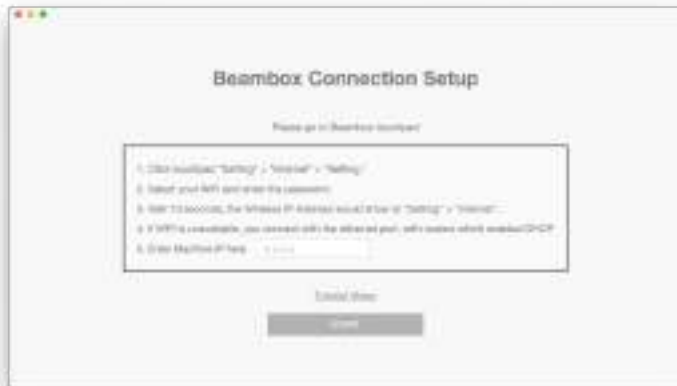 Beambox Connection Setup
Please go to Beambox touchpad
1. Click touchpad "Setting" > "Internet" > "Setting"
2. Select your WiFi and enter the password.
3. Wait 10 seconds, the Wireless IP Address would show at "Setting" > "Internet".
4. If WiFi is unavailable, you connect with the ethernet port, with routers which enabled DHCP
5. Enter Machine IP here